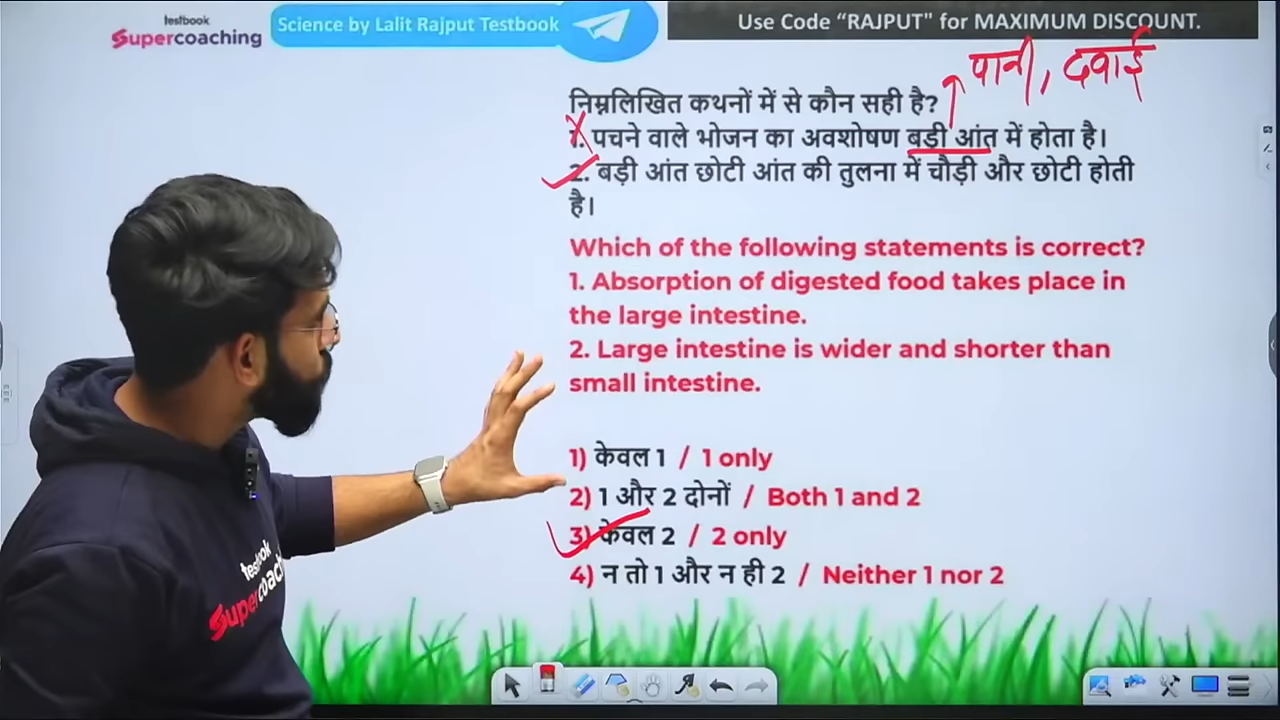 testbook
Supercoaching
Science by Lalit Rajput Testbook
Use Code “RAJPUT" for MAXIMUM DISCOUNT.
पानी, दवाई
निम्नलिखित कथनों में से कौन सही है?
1. पचने वाले भोजन का अवशोषण बड़ी आंत में होता है।
2. बड़ी आंत छोटी आंत की तुलना में चौड़ी और छोटी होती
है।
Which of the following statements is correct?
1. Absorption of digested food takes place in
the large intestine.
2. Large intestine is wider and shorter than
small intestine.
1) केवल 1 / 1 only
2) 1 और 2 दोनों / Both 1 and 2
3) केवल 2 / 2 only
4) न तो 1 और न ही 2 / Neither 1 nor 2
testbook
Supercoach